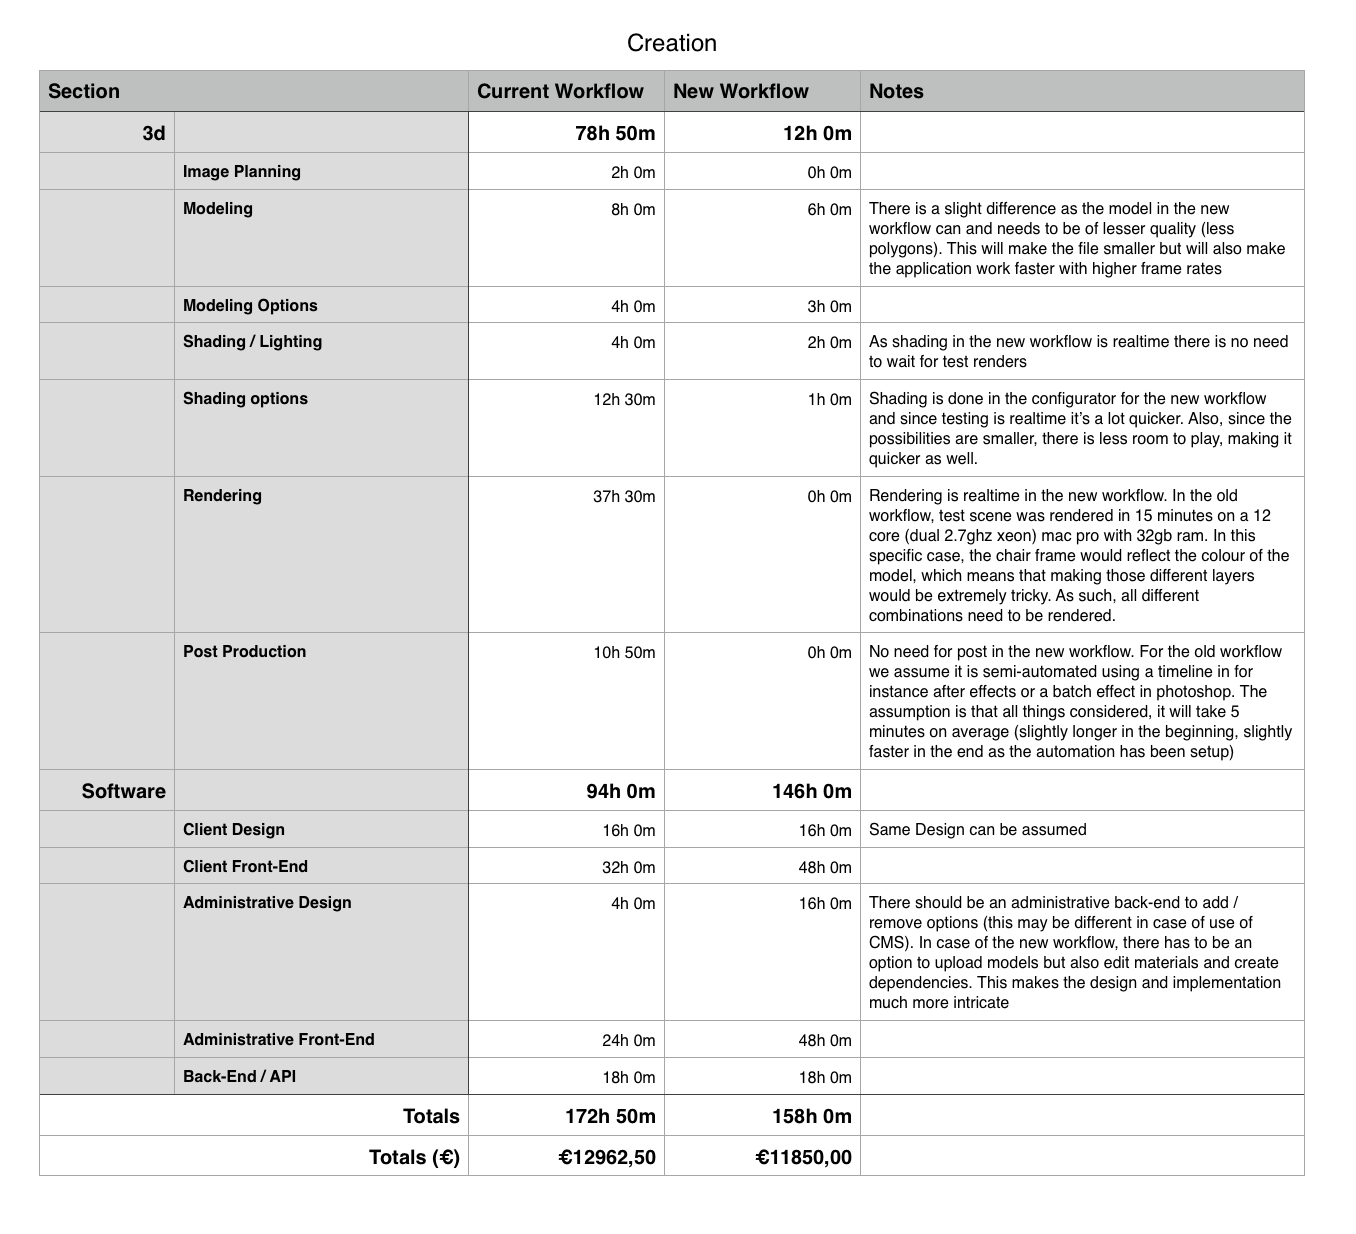 Creation
Section Current Workflow New Workflow Notes
3d 78h 50m 12h 0m
Image Planning 2h 0m 0h 0m
Modeling 8h 0m 6h 0m There is a slight difference as the model in the new
workflow can and needs to be of lesser quality (less
polygons). This will make the file smaller but will also make
the application work faster with higher frame rates
Modeling Options 4h 0m 3h 0m
Shading / Lighting 4h 0m 2h 0m As shading in the new workflow is realtime there is no need
to wait for test renders
Shading options 12h 30m 1h 0m Shading is done in the configurator for the new workflow
and since testing is realtime it’s a lot quicker. Also, since the
possibilities are smaller, there is less room to play, making it
quicker as well.
Rendering 37h 30m 0h 0m Rendering is realtime in the new workflow. In the old
workflow, test scene was rendered in 15 minutes on a 12
core (dual 2.7ghz xeon) mac pro with 32gb ram. In this
specific case, the chair frame would reflect the colour of the
model, which means that making those different layers
would be extremely tricky. As such, all different
combinations need to be rendered.
Post Production 10h 50m 0h 0m No need for post in the new workflow. For the old workflow
we assume it is semi-automated using a timeline in for
instance after effects or a batch effect in photoshop. The
assumption is that all things considered, it will take 5
minutes on average (slightly longer in the beginning, slightly
faster in the end as the automation has been setup)
Software 94h 0m 146h 0m
Client Design 16h 0m 16h 0m Same Design can be assumed
Client Front-End 32h 0m 48h 0m
Administrative Design 4h 0m 16h 0m There should be an administrative back-end to add /
remove options (this may be different in case of use of
CMS). In case of the new workflow, there has to be an
option to upload models but also edit materials and create
dependencies. This makes the design and implementation
much more intricate
Administrative Front-End 24h 0m 48h 0m
Back-End / API 18h 0m 18h 0m
Totals 172h 50m 158h 0m
Totals (€) €12962,50 €11850,00